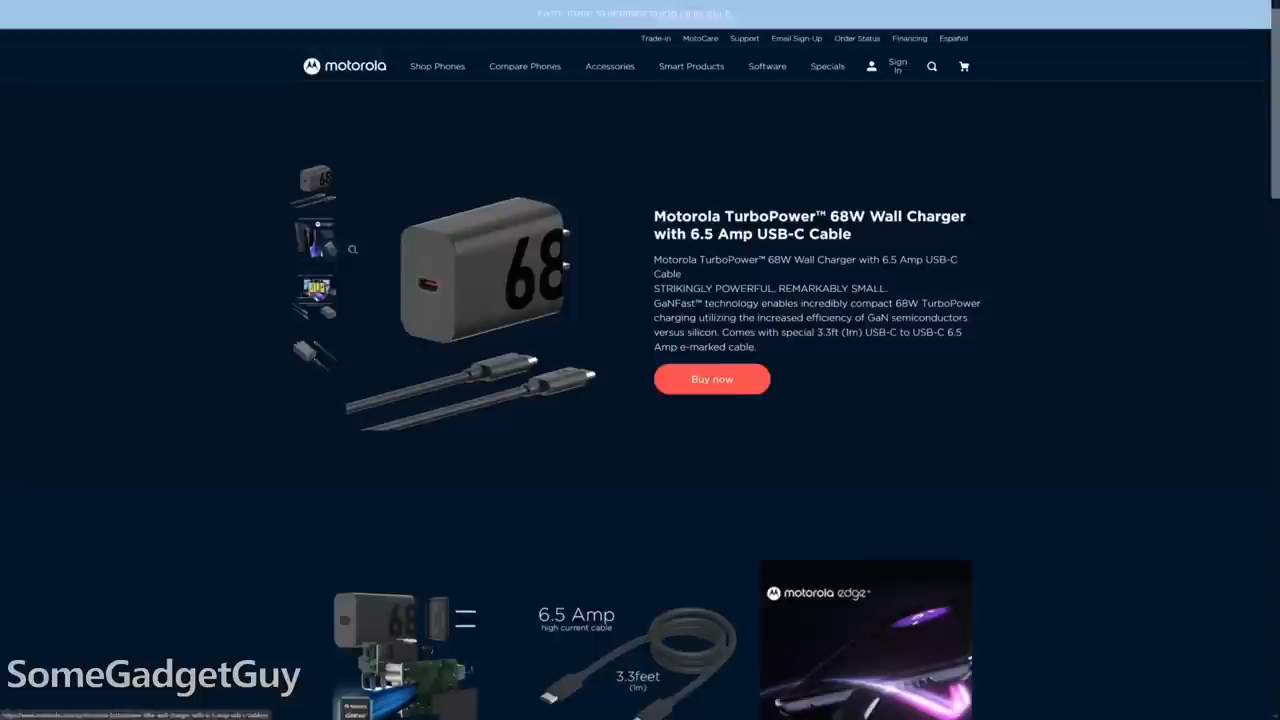 Trade-in MotoCare Support Email Sign-Up Order Status Financing Español
motorola Shop Phones Compare Phones Accessories Smart Products Software Specials Sign In
68
Motorola TurboPower™ 68W Wall Charger
with 6.5 Amp USB-C Cable
Motorola TurboPower™ 68W Wall Charger with 6.5 Amp USB-C
Cable
STRIKINGLY POWERFUL, REMARKABLY SMALL.
GaNFast™ technology enables incredibly compact 68W TurboPower
charging utilizing the increased efficiency of GaN semiconductors
versus silicon. Comes with special 3.3ft (1m) USB-C to USB-C 6.5
Amp e-marked cable.
Buy now
68
6.5 Amp
high current cable
3.3feet
(1m)
motorola edge+
SomeGadgetGuy